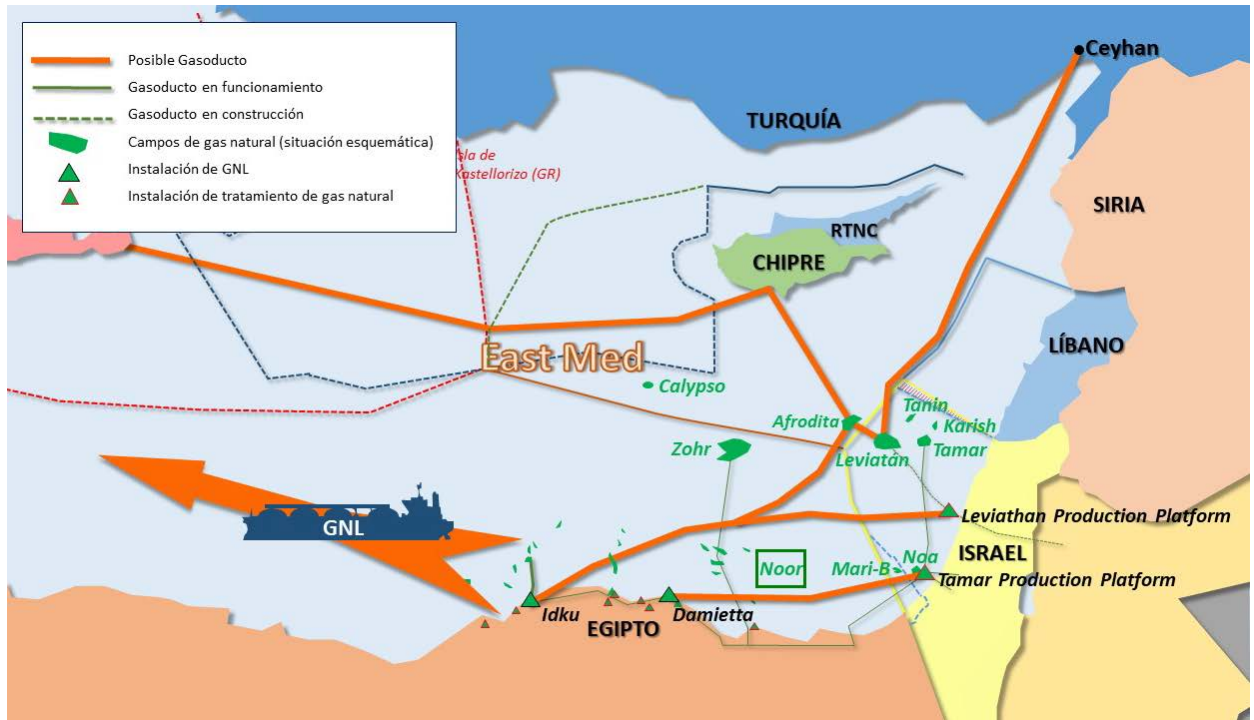 Posible Gasoducto
Gasoducto en funcionamiento
Gasoducto en construcción
Campos de gas natural (situación esquemática)
Instalación de GNL
Instalación de tratamiento de gas natural
Ceyhan
TURQUÍA
Isla de
Kastellorizo (GR)
SIRIA
RTNC
CHIPRE
LÍBANO
East Med
Calypso
Tanin
Afrodita
Karish
Zohr
Leviatán
Tamar
GNL
Leviathan Production Platform
ISRAEL
Noor
Mari-B
Noa
Tamar Production Platform
Idku
Damietta
EGIPTO